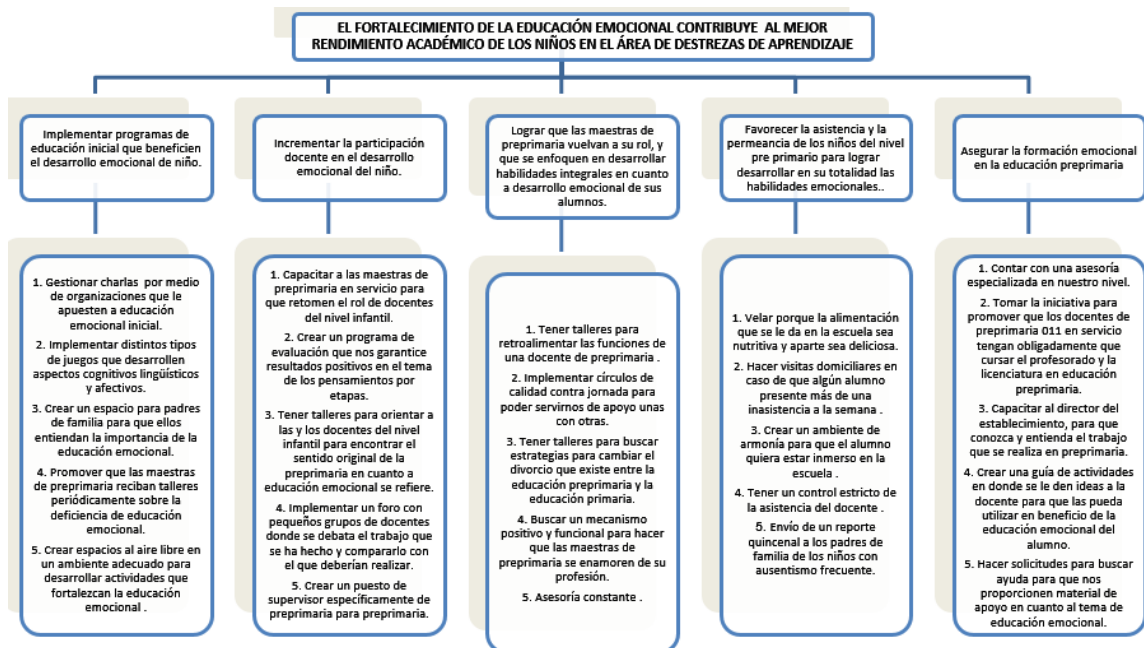 EL FORTALECIMIENTO DE LA EDUCACIÓN EMOCIONAL CONTRIBUYE AL MEJOR
RENDIMIENTO ACADÉMICO DE LOS NIÑOS EN EL ÁREA DE DESTREZAS DE APRENDIZAJE
Implementar programas de
educación inicial que beneficien
el desarrollo emocional de niño.
Incrementar la participación
docente en el desarrollo
emocional del niño.
Lograr que las maestras de
preprimaria vuelvan a su rol, y
que se enfoquen en desarrollar
habilidades integrales en cuanto
a desarrollo emocional de sus
alumnos.
Favorecer la asistencia y la
permeancia de los niños del nivel
pre primario para lograr
desarrollar en su totalidad las
habilidades emocionales..
Asegurar la formación emocional
en la educación preprimaria
1. Gestionar charlas por medio
de organizaciones que le
apuesten a educación
emocional inicial.
2. Implementar distintos tipos
de juegos que desarrollen
aspectos cognitivos lingüísticos
y afectivos.
3. Crear un espacio para padres
de familia para que ellos
entiendan la importancia de la
educación emocional.
4. Promover que las maestras
de preprimaria reciban talleres
periódicamente sobre la
deficiencia de educación
emocional.
5. Crear espacios al aire libre en
un ambiente adecuado para
desarrollar actividades que
fortalezcan la educación
emocional .
1. Capacitar a las maestras de
preprimaria en servicio para
que retomen el rol de docentes
del nivel infantil.
2. Crear un programa de
evaluación que nos garantice
resultados positivos en el tema
de los pensamientos por
etapas.
3. Tener talleres para orientar a
las y los docentes del nivel
infantil para encontrar el
sentido original de la
preprimaria en cuanto a
educación emocional se refiere.
4. Implementar un foro con
pequeños grupos de docentes
donde se debata el trabajo que
se ha hecho y compararlo con
el que deberían realizar.
5. Crear un puesto de
supervisor específicamente de
preprimaria para preprimaria.
1. Tener talleres para
retroalimentar las funciones de
una docente de preprimaria .
2. Implementar círculos de
calidad contra jornada para
poder servirnos de apoyo unas
con otras.
3. Tener talleres para buscar
estrategias para cambiar el
divorcio que existe entre la
educación preprimaria y la
educación primaria.
4. Buscar un mecanismo
positivo y funcional para hacer
que las maestras de
preprimaria se enamoren de su
profesión.
5. Asesoría constante .
1. Velar porque la alimentación
que se le da en la escuela sea
nutritiva y aparte sea deliciosa.
2. Hacer visitas domiciliares en
caso de que algún alumno
presente más de una
inasistencia a la semana .
3. Crear un ambiente de
armonía para que el alumno
quiera estar inmerso en la
escuela .
4. Tener un control estricto de
la asistencia del docente .
5. Envío de un reporte
quincenal a los padres de
familia de los niños con
ausentismo frecuente.
1. Contar con una asesoría
especializada en nuestro nivel.
2. Tomar la iniciativa para
promover que los docentes de
preprimaria 011 en servicio
tengan obligadamente que
cursar el profesorado y la
licenciatura en educación
preprimaria.
3. Capacitar al director del
establecimiento, para que
conozca y entienda el trabajo
que se realiza en preprimaria.
4. Crear una guía de actividades
en donde se le den ideas a la
docente para que las pueda
utilizar en beneficio de la
educación emocional del
alumno.
5. Hacer solicitudes para buscar
ayuda para que nos
proporcionen material de
apoyo en cuanto al tema de
educación emocional.